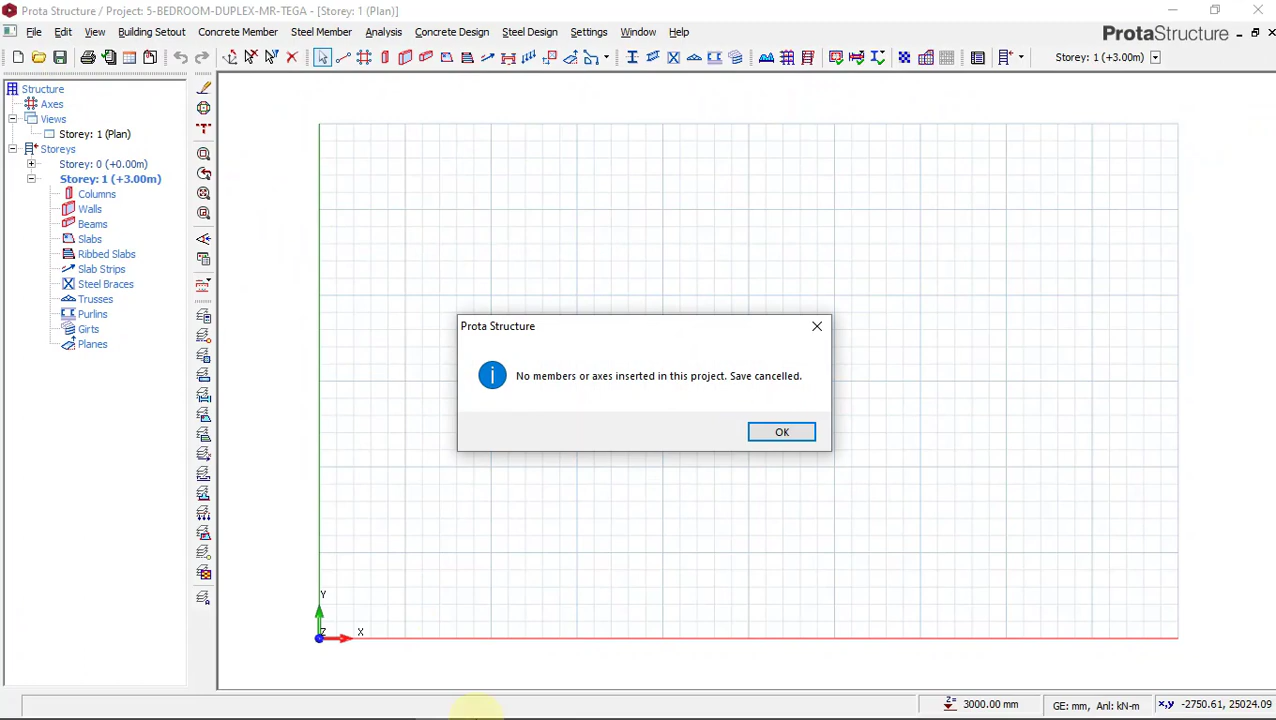 Prota Structure / Project: 5-BEDROOM-DUPLEX-MR-TEGA - [Storey: 1 (Plan)]
File Edit View Building Setout Concrete Member Steel Member Analysis Concrete Design Steel Design Settings Window Help
ProtaStructure
Storey: 1 (+3.00m)
Structure
Axes
Views
Storey: 1 (Plan)
Storeys
Storey: 0 (+0.00m)
Storey: 1 (+3.00m)
Columns
Walls
Beams
Slabs
Ribbed Slabs
Slab Strips
Steel Braces
Trusses
Purlins
Girts
Planes
Prota Structure
No members or axes inserted in this project. Save cancelled.
OK
Y
Z
X
Z= 3000.00 mm
GE: mm, Anl: kN-m
x,y -2750.61, 25024.09